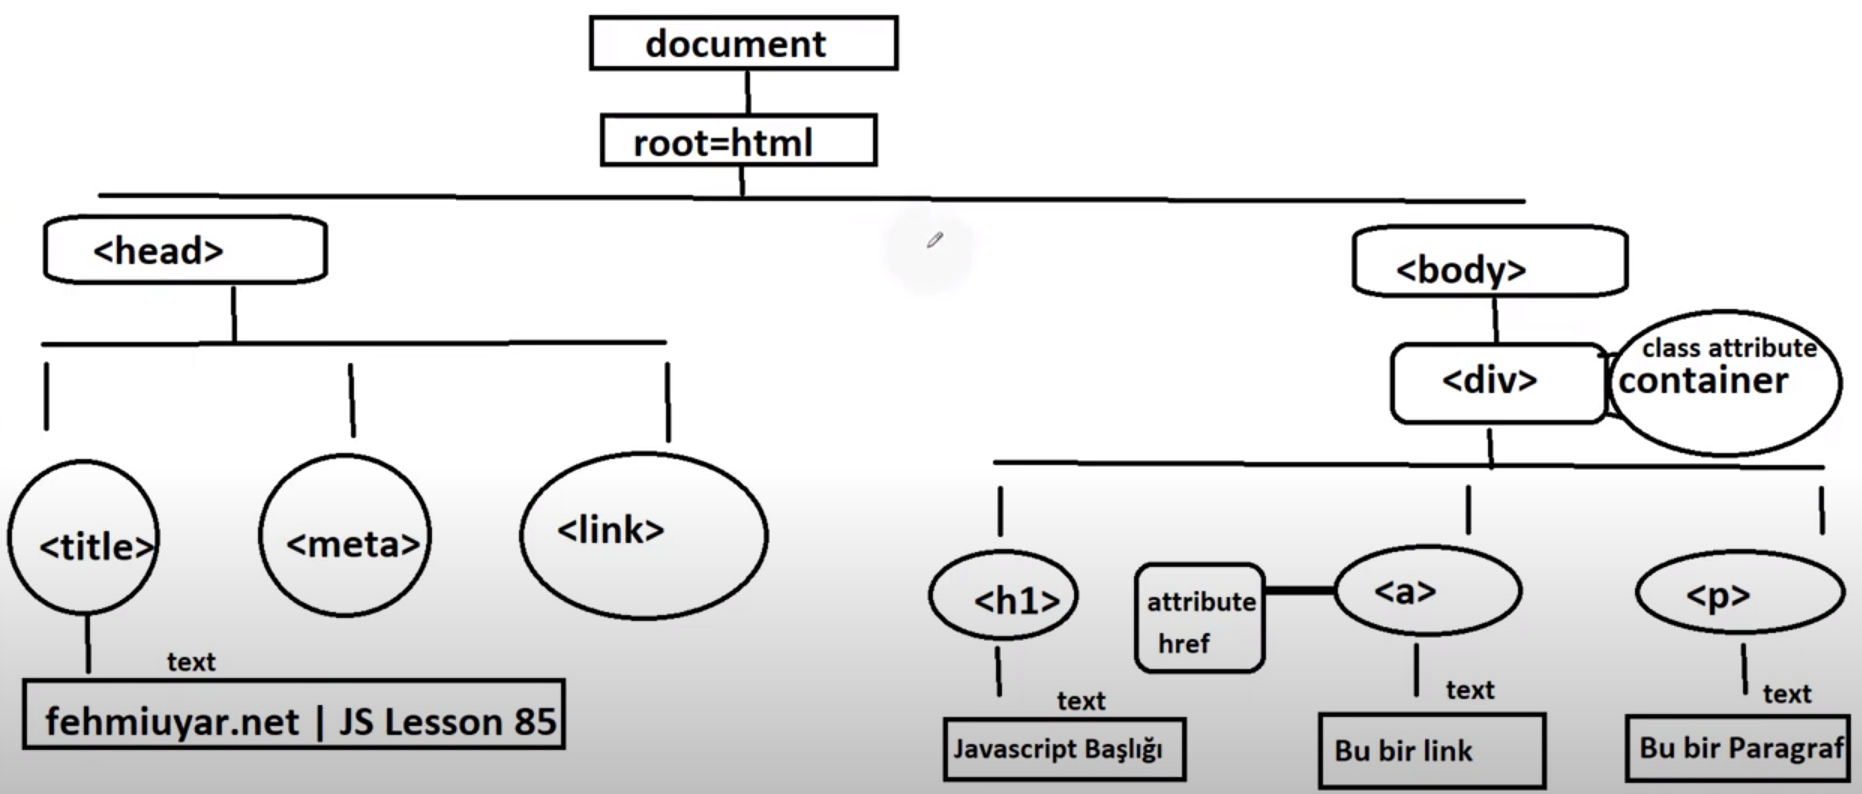 document
root=html
<head>
<body>
<div>
class attribute
container
<title>
<meta>
<link>
<h1>
attribute
href
<a>
<p>
text
fehmiuyar.net | JS Lesson 85
text
Javascript Başlığı
text
Bu bir link
text
Bu bir Paragraf